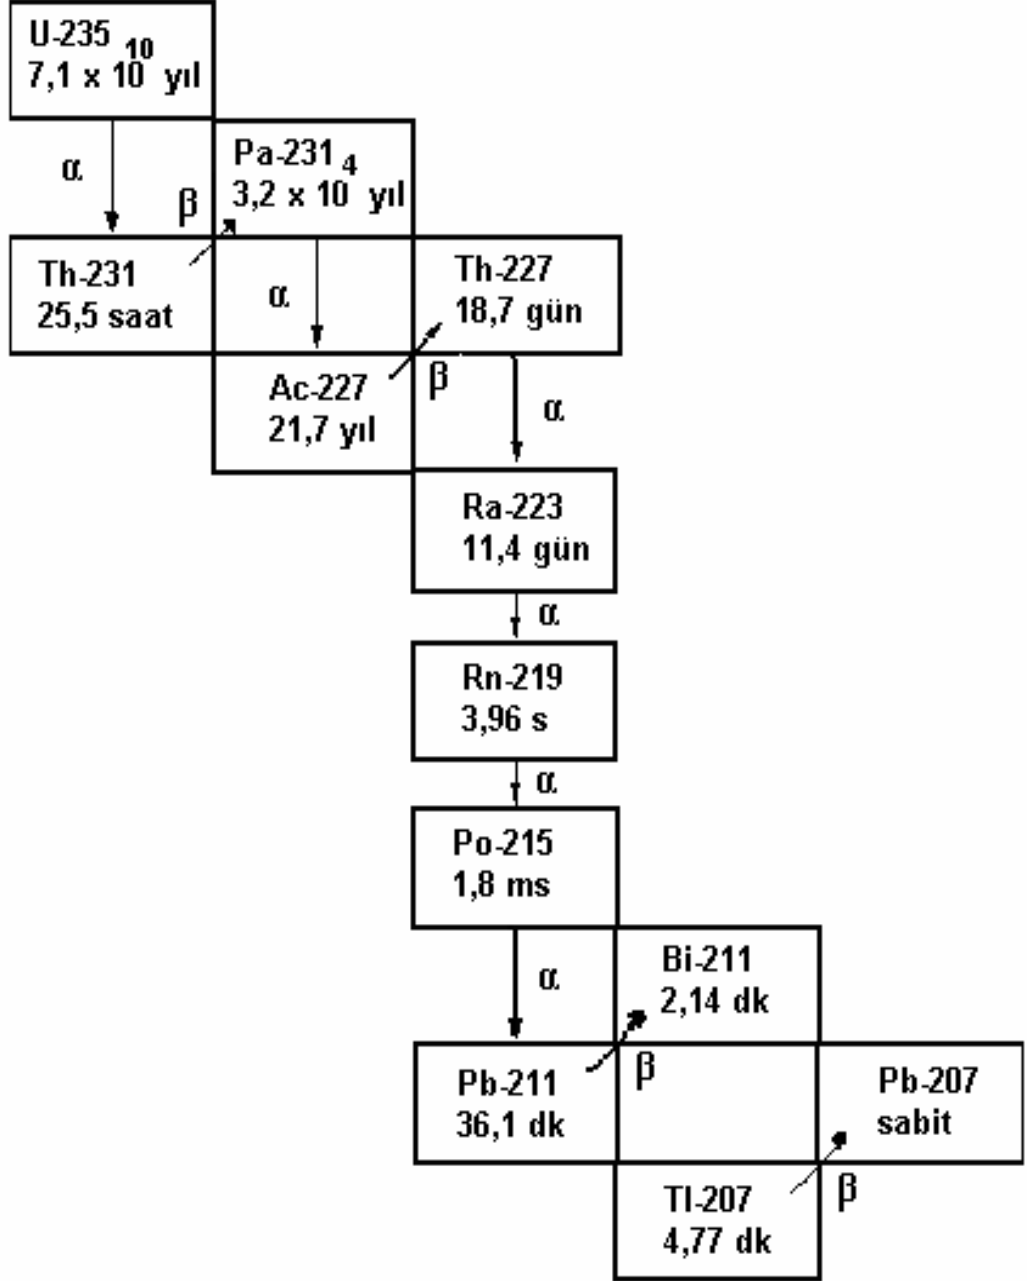 U-235
7,1 x 10^10 yıl
α
Pa-231
3,2 x 10^4 yıl
β
Th-231
25,5 saat
α
Th-227
18,7 gün
Ac-227
21,7 yıl
β
α
Ra-223
11,4 gün
α
Rn-219
3,96 s
α
Po-215
1,8 ms
α
Bi-211
2,14 dk
Pb-211
36,1 dk
β
Pb-207
sabit
Tl-207
4,77 dk
β